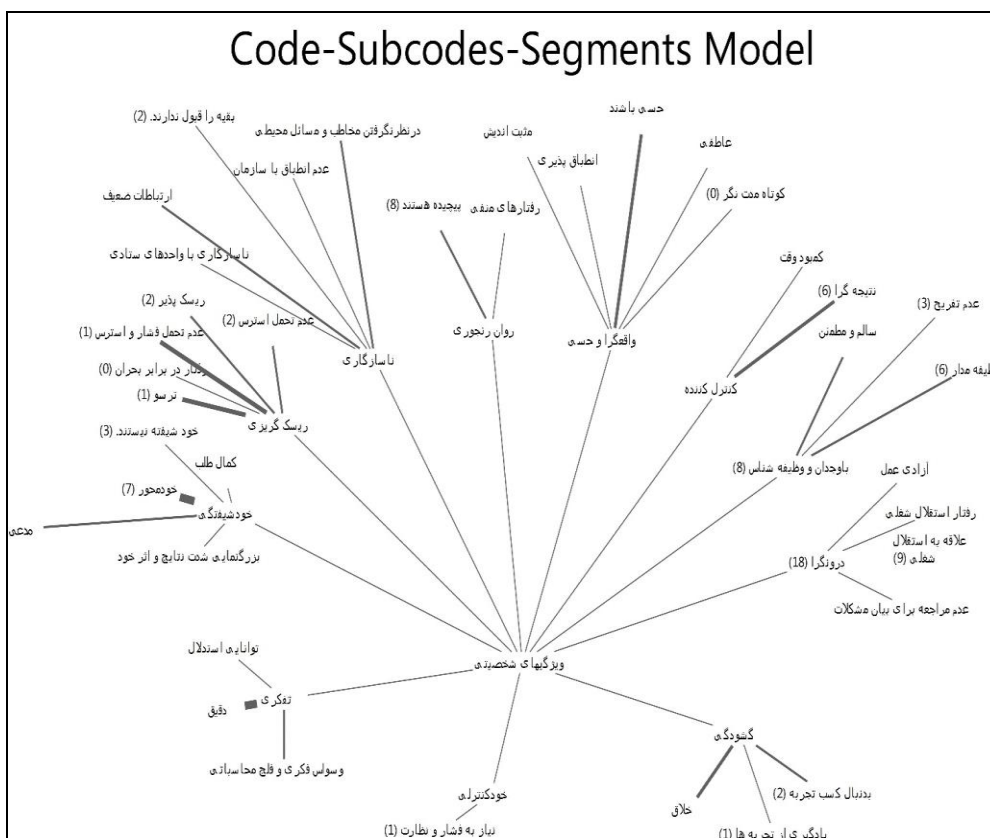 Code-Subcodes-Segments Model
حسی باشند
بقیه را قبول ندارند. (2)
درنظرنگرفتن مخاطب و مسائل محیطی
مثبت اندیش
عاطفی
انطباق پذیری
عدم انطباق با سازمان
کوتاه مدت نگر (0)
ارتباطات ضعیف
پیچیده هستند (8)
رفتارهای منفی
ناسازگاری با واحدهای ستادی
کمبود وقت
نتیجه گرا (6)
ریسک پذیر (2)
عدم تفریح (3)
عدم تحمل استرس (2)
عدم تحمل فشار و استرس (1)
روان رنجوری
واقعگرا و حسی
سالم و مطمئن
ناسازگاری
در برابر بحران (0)
کنترل کننده
ترسو (1)
ریسک گریزی
خود شیفته نیستند. (3)
کمال طلب
باوجدان و وظیفه شناس (8)
آزادی عمل
خودمحور (7)
خودشیفتگی
رفتار استقلال شغلی
مدعی
علاقه به استقلال
شغلی (9)
بزرگنمایی شمت نتایج و اثر خود
درونگرا (18)
عدم مراجعه برای بیان مشکلات
توانایی استدلال
ویژگیهای شخصیتی
تفکری
دقیق
گشودگی
وسواس فکری و فلج محاسباتی
خودکنترلی
بدنبال کسب تجربه (2)
خلاق
نیاز به فشار و نظارت (1)
یادگیری از تجربه ها (1)